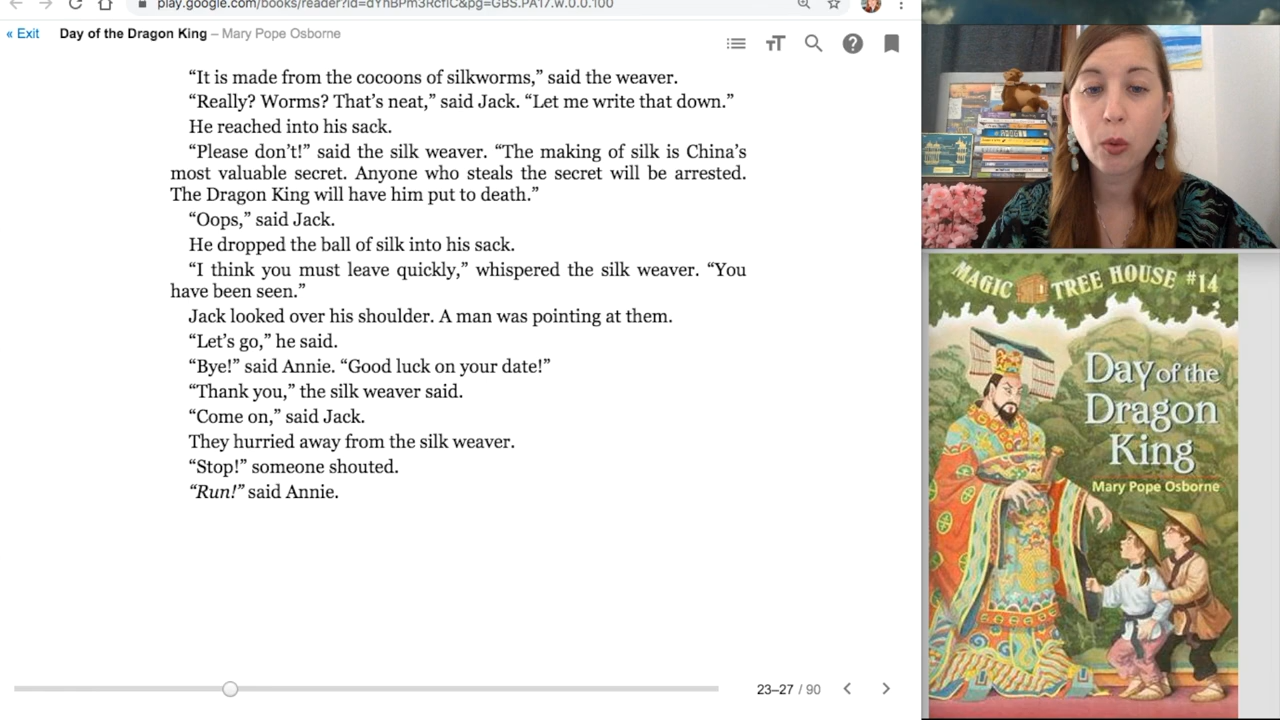 play.google.com/books/reader?id=dYhBPm3RcfIC&pg=GBS.PA17.w.0.0.100
« Exit Day of the Dragon King – Mary Pope Osborne
“It is made from the cocoons of silkworms,” said the weaver.
“Really? Worms? That’s neat,” said Jack. “Let me write that down.”
He reached into his sack.
“Please don’t!” said the silk weaver. “The making of silk is China’s
most valuable secret. Anyone who steals the secret will be arrested.
The Dragon King will have him put to death.”
“Oops,” said Jack.
He dropped the ball of silk into his sack.
“I think you must leave quickly,” whispered the silk weaver. “You
have been seen.”
Jack looked over his shoulder. A man was pointing at them.
“Let’s go,” he said.
“Bye!” said Annie. “Good luck on your date!”
“Thank you,” the silk weaver said.
“Come on,” said Jack.
They hurried away from the silk weaver.
“Stop!” someone shouted.
“Run!” said Annie.
23–27 / 90
MAGIC TREE HOUSE #14
Day of the
Dragon
King
Mary Pope Osborne